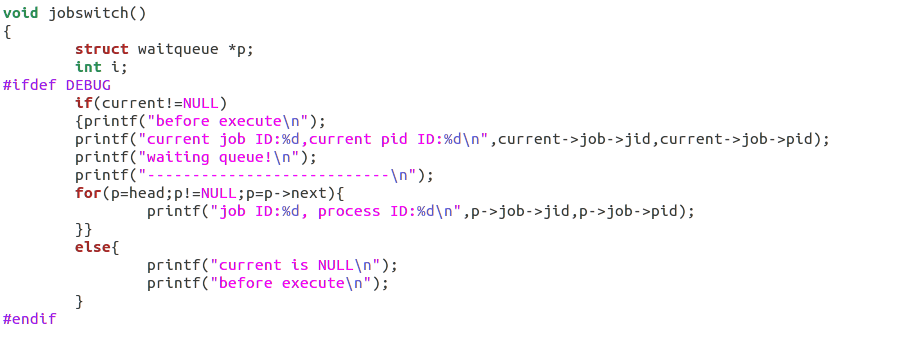 void jobswitch()
{
        struct waitqueue *p;
        int i;
#ifdef DEBUG
        if(current!=NULL)
        {printf("before execute\n");
        printf("current job ID:%d,current pid ID:%d\n",current->job->jid,current->job->pid);
        printf("waiting queue!\n");
        printf("---------------------------\n");
        for(p=head;p!=NULL;p=p->next){
                printf("job ID:%d, process ID:%d\n",p->job->jid,p->job->pid);
        }}
        else{
                printf("current is NULL\n");
                printf("before execute\n");
        }
#endif